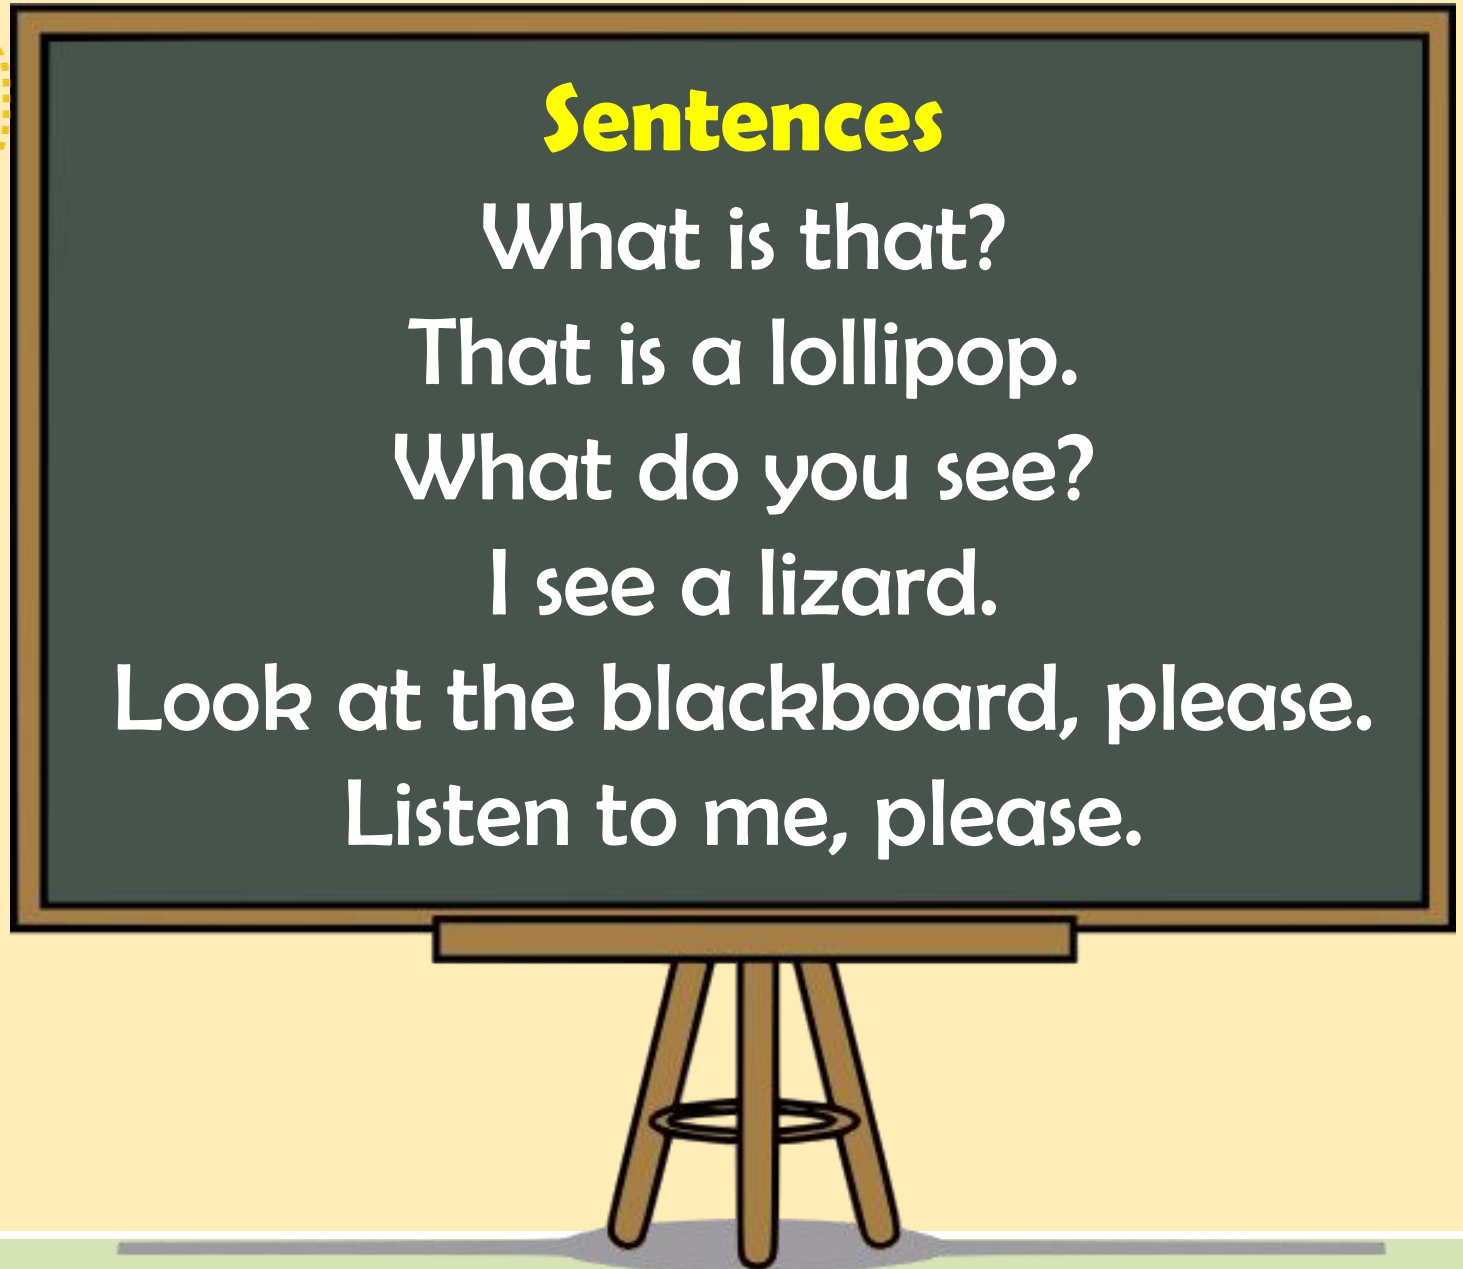 Sentences
What is that?
That is a lollipop.
What do you see?
I see a lizard.
Look at the blackboard, please.
Listen to me, please.